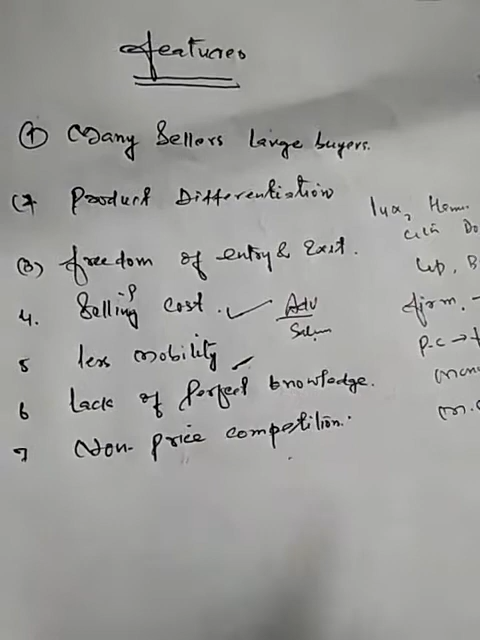 features
① Many Sellers Large buyers.
(2 Product Differentiation
lux,
(3) freedom of entry & Exit.
4. Selling cost. ✓ Adv
firm. -
5 less mobility
p.c →
6 lack of Perfect knowledge.
7 Non-Price competition.